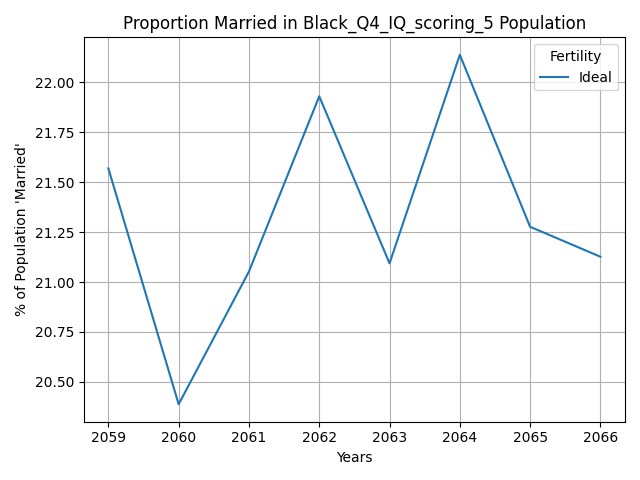 Proportion Married in Black_Q4_IQ_scoring_5 Population
Fertility
Ideal
% of Population 'Married'
22.00
21.75
21.50
21.25
21.00
20.75
20.50
2059 2060 2061 2062 2063 2064 2065 2066
Years